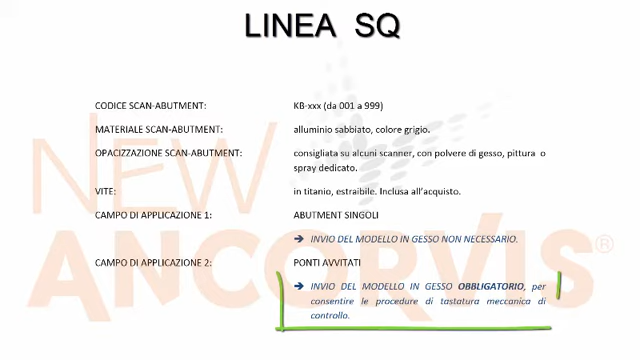 LINEA SQ
CODICE SCAN-ABUTMENT: KB-xxx (da 001 a 999)
MATERIALE SCAN-ABUTMENT: alluminio sabbiato, colore grigio.
OPACIZZAZIONE SCAN-ABUTMENT: consigliata su alcuni scanner, con polvere di gesso, pittura o
spray dedicato.
VITE: in titanio, estraibile. Inclusa all'acquisto.
CAMPO DI APPLICAZIONE 1: ABUTMENT SINGOLI
➔ INVIO DEL MODELLO IN GESSO NON NECESSARIO.
CAMPO DI APPLICAZIONE 2: PONTI AVVITATI
➔ INVIO DEL MODELLO IN GESSO OBBLIGATORIO, per
consentire le procedure di tastatura meccanica di
controllo.
NEW
ANCORVIS®